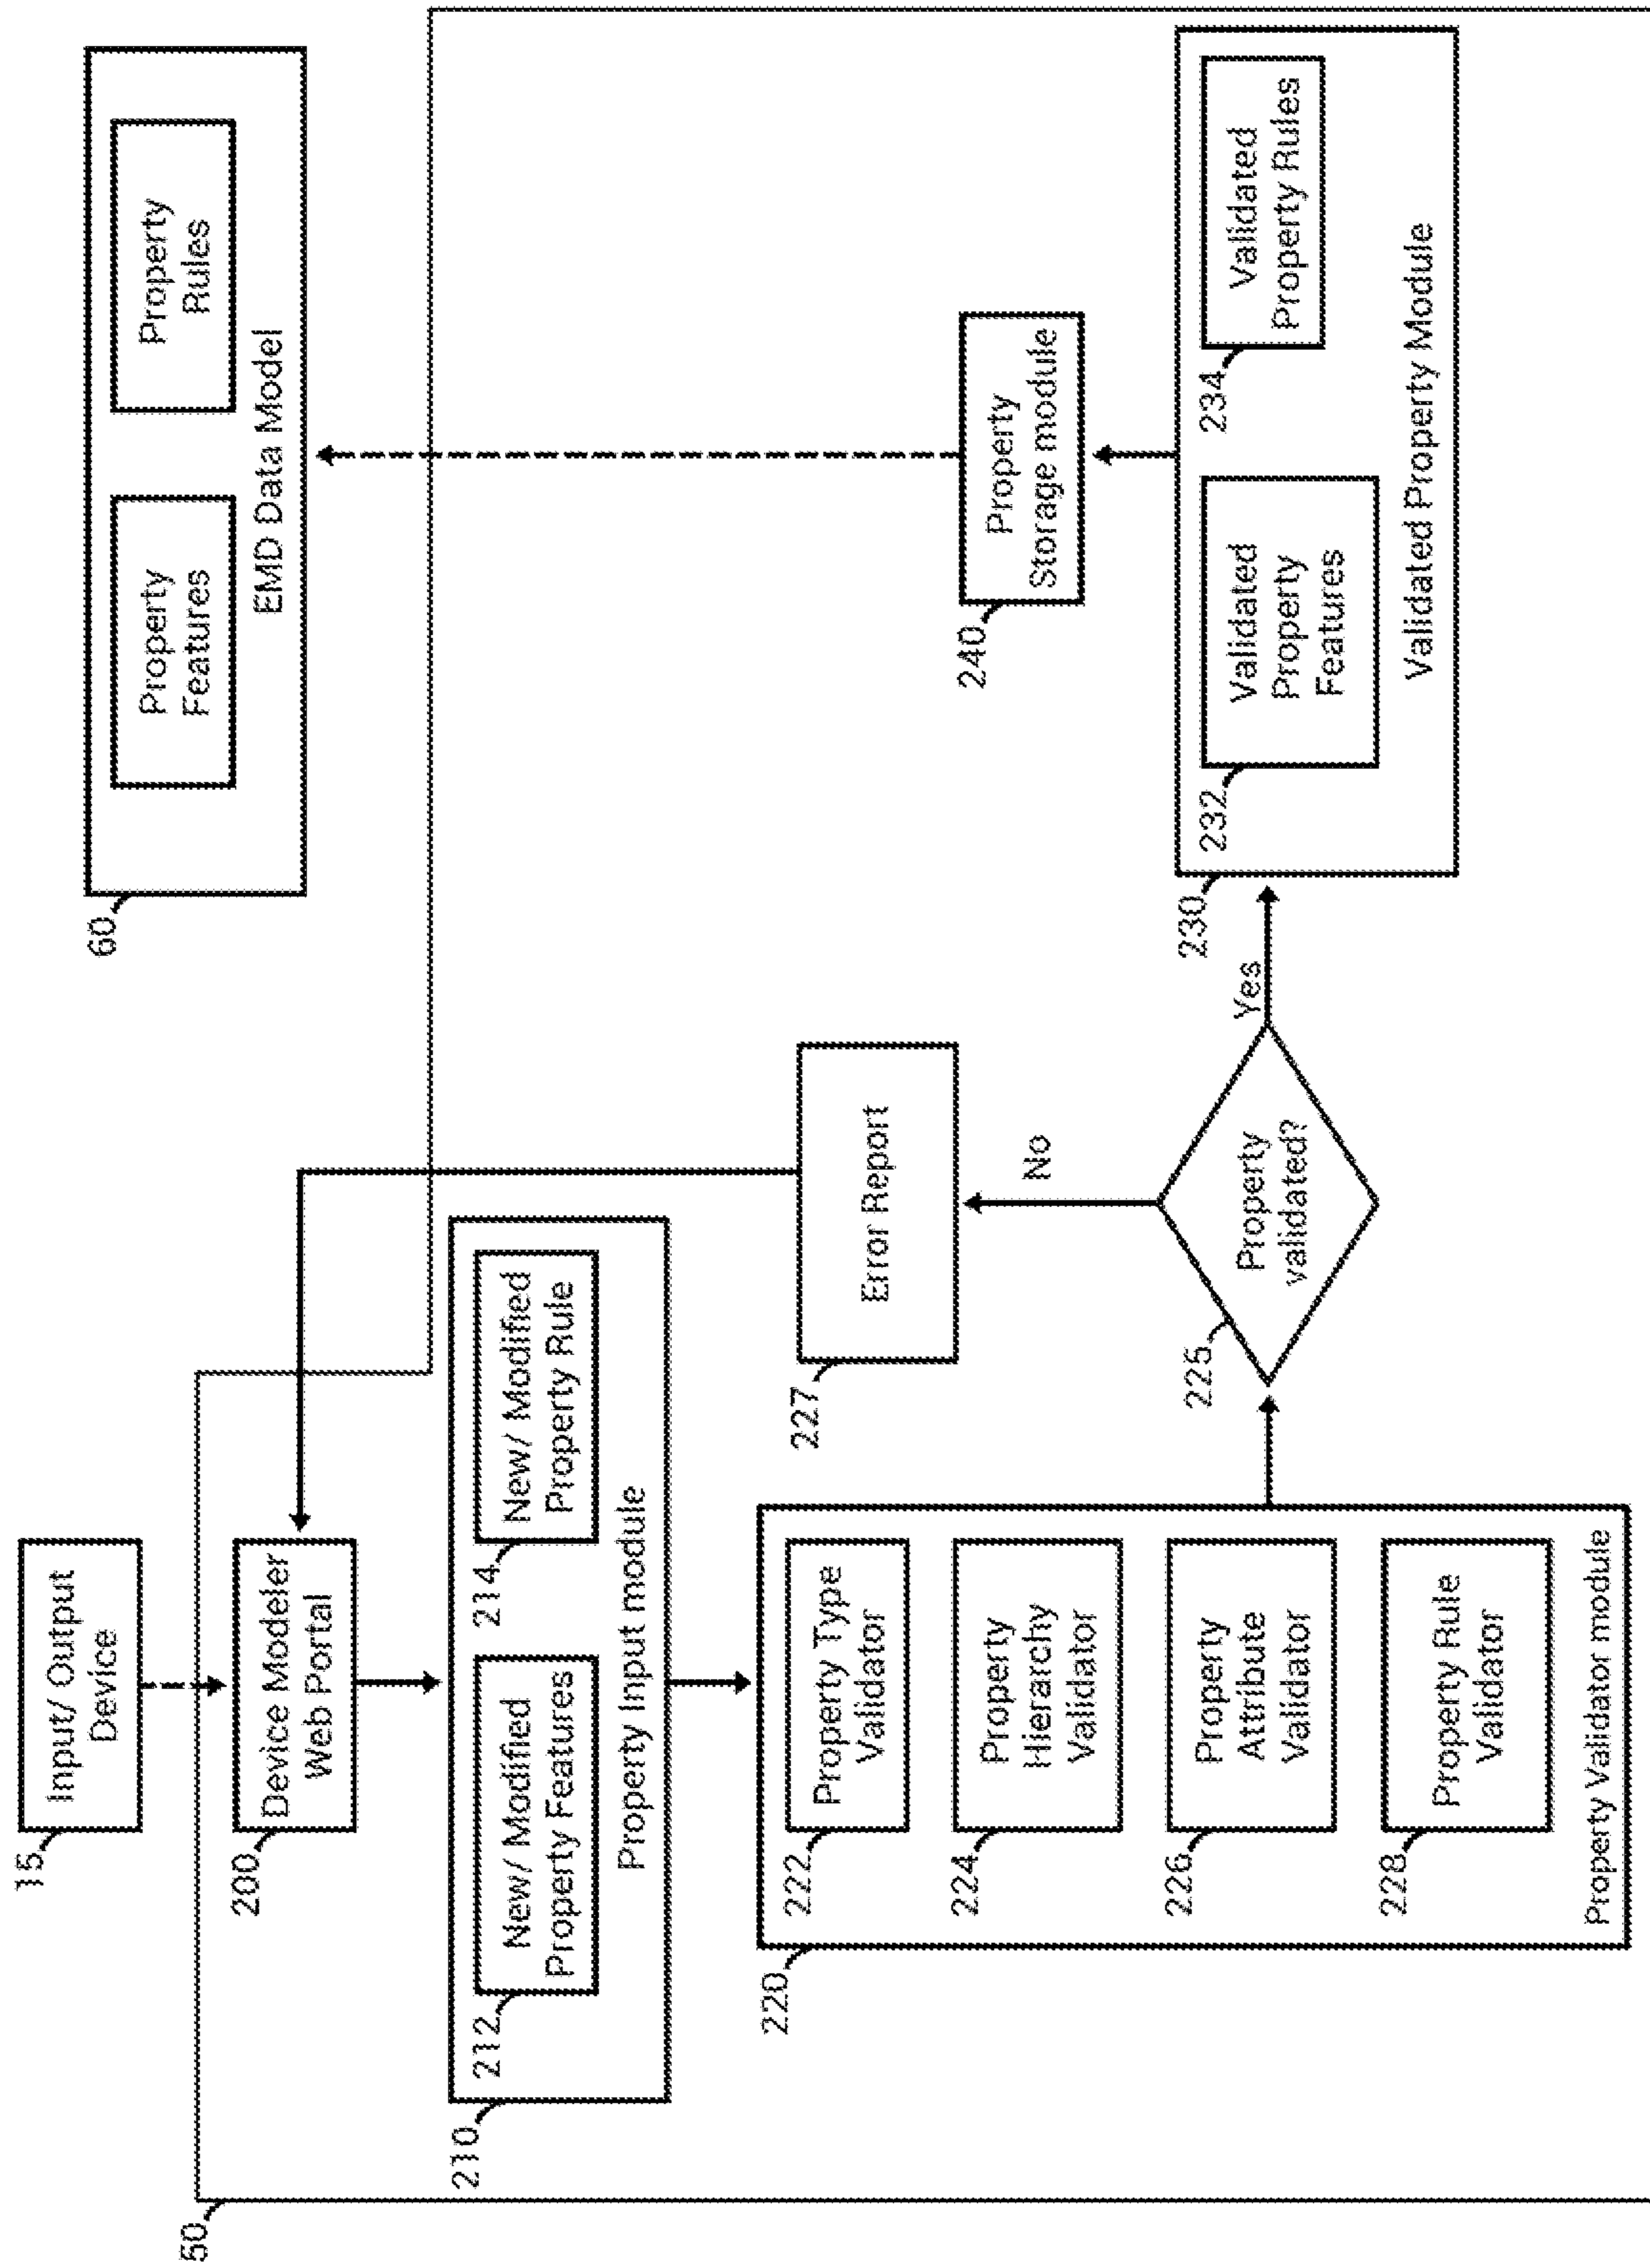 15
Input/ Output
Device
60
Property
Features
Property
Rules
EMD Data Model
50
200
Device Modeler
Web Portal
210
212
New/ Modified
Property Features
214
New/ Modified
Property Rule
Property Input module
220
222
Property Type
Validator
224
Property
Hierarchy
Validator
226
Property
Attribute
Validator
228
Property Rule
Validator
Property Validator module
227
Error Report
No
225
Property
validated?
Yes
240
Property
Storage module
230
232
Validated
Property
Features
234
Validated
Property Rules
Validated Property Module